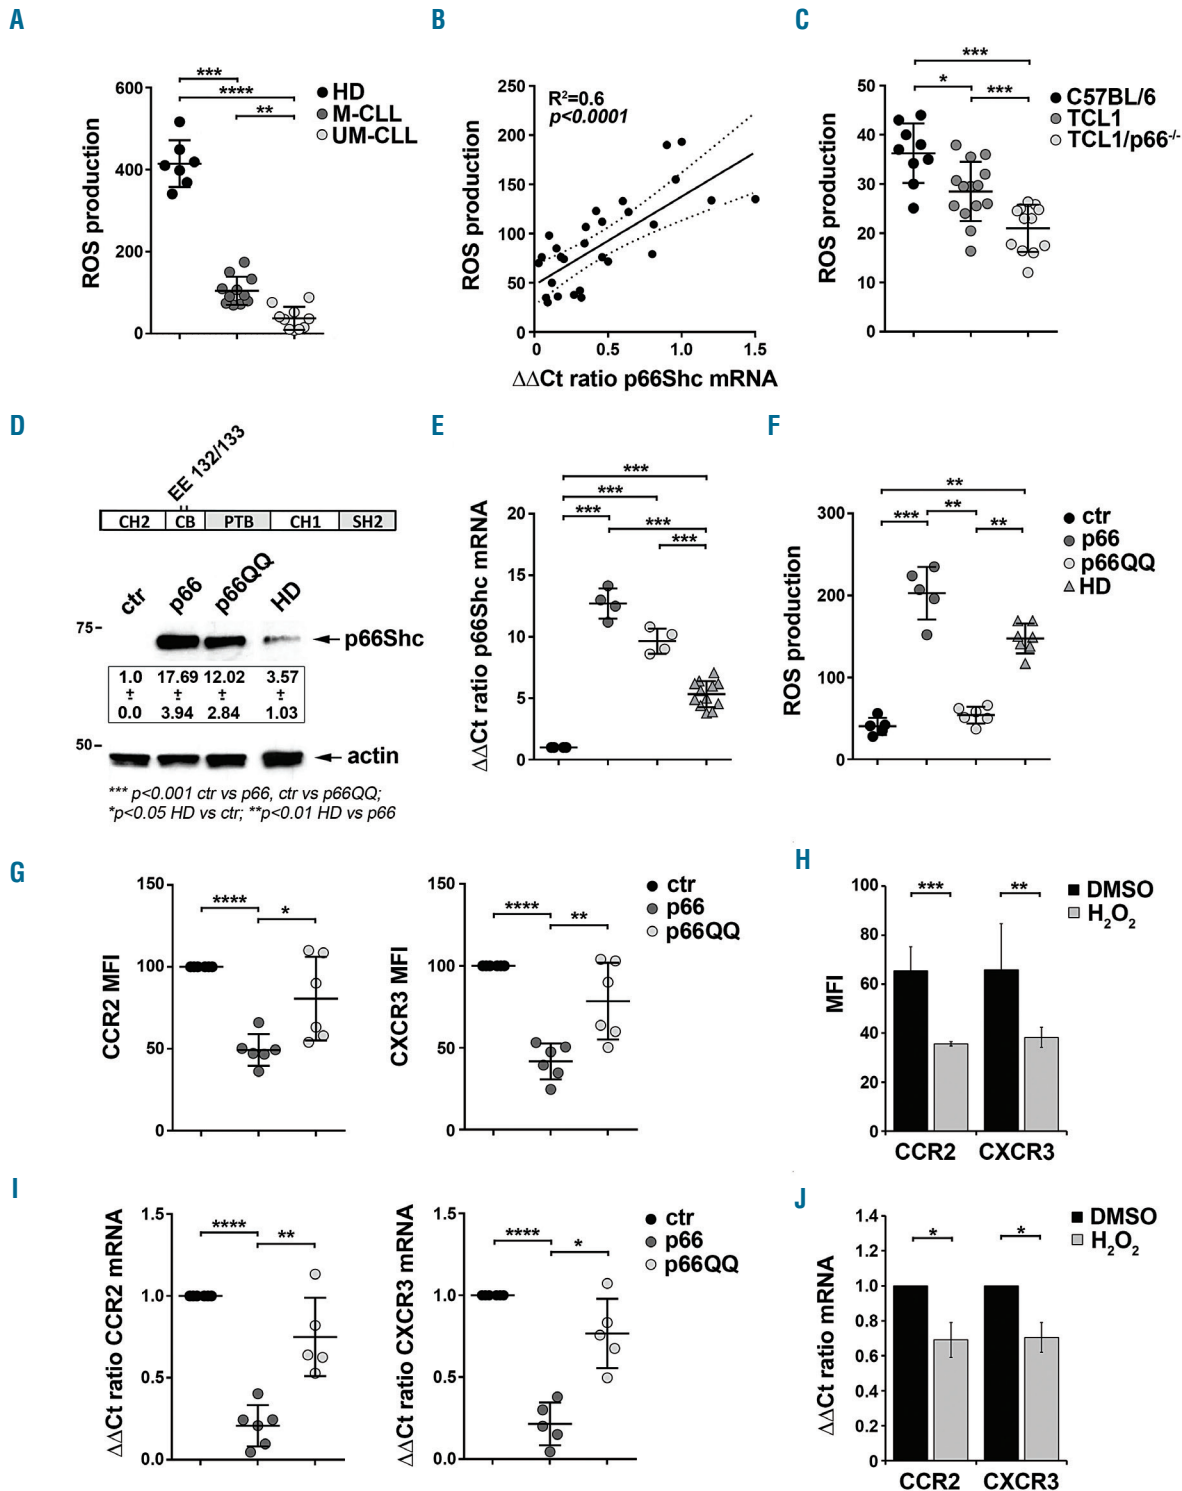 A
ROS production
600
400
200
0
***
****
**
HD
M-CLL
UM-CLL
B
ROS production
250
200
150
100
50
0
R²=0.6
p<0.0001
0 0.5 1.0 1.5
ΔΔCt ratio p66Shc mRNA
C
ROS production
50
40
30
20
10
0
***
* ***
C57BL/6
TCL1
TCL1/p66-/-
D
EE 132/133
CH2 CB PTB CH1 SH2
ctr p66 p66QQ HD
75-
p66Shc
1.0 17.69 12.02 3.57
± ± ± ±
0.0 3.94 2.84 1.03
50-
actin
*** p<0.001 ctr vs p66, ctr vs p66QQ;
*p<0.05 HD vs ctr; **p<0.01 HD vs p66
E
ΔΔCt ratio p66Shc mRNA
20
15
10
5
0
***
***
*** ***
***
F
ROS production
300
200
100
0
**
*** **
**
ctr
p66
p66QQ
HD
G
CCR2 MFI
150
100
50
0
****
*
CXCR3 MFI
150
100
50
0
****
**
ctr
p66
p66QQ
H
MFI
100
80
60
40
20
0
*** **
CCR2 CXCR3
DMSO
H₂O₂
I
ΔΔCt ratio CCR2 mRNA
1.5
1.0
0.5
0.0
****
**
ΔΔCt ratio CXCR3 mRNA
1.5
1.0
0.5
0.0
****
*
ctr
p66
p66QQ
J
ΔΔCt ratio mRNA
1.4
1.2
1.0
0.8
0.6
0.4
0.2
0
* *
CCR2 CXCR3
DMSO
H₂O₂